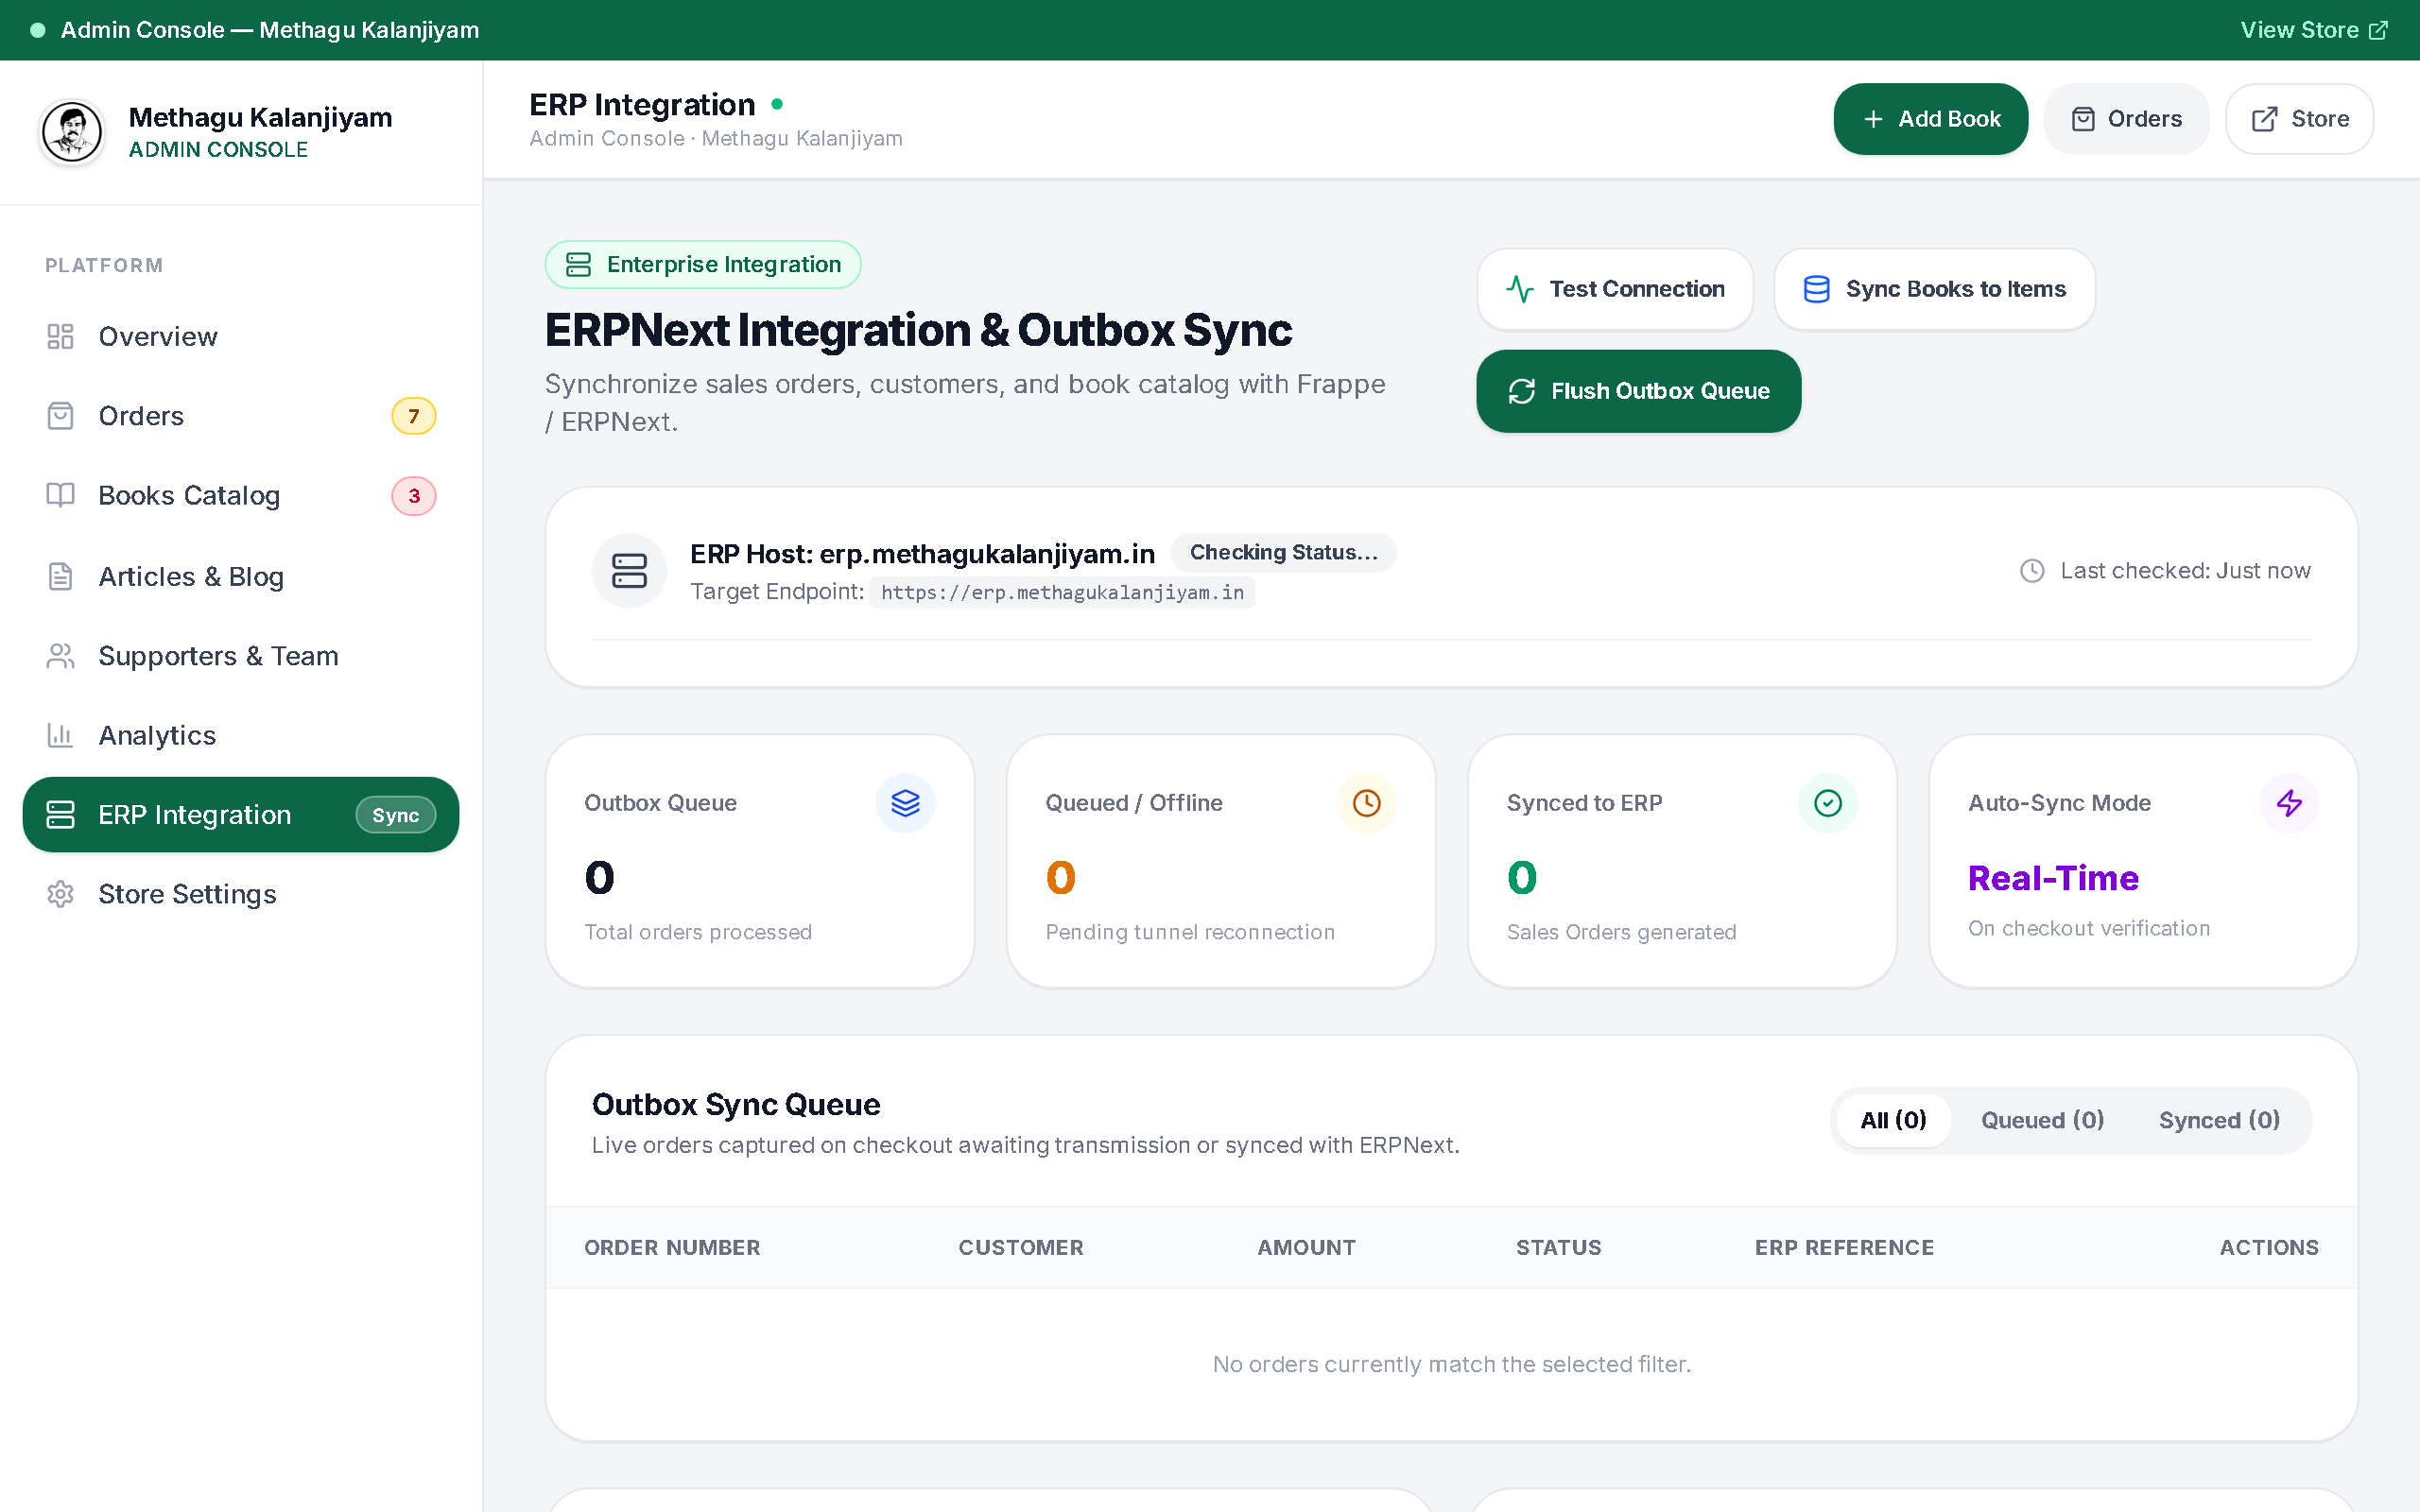 Admin Console — Methagu Kalanjiyam
View Store
Methagu Kalanjiyam
ADMIN CONSOLE
PLATFORM
Overview
Orders 7
Books Catalog 3
Articles & Blog
Supporters & Team
Analytics
ERP Integration Sync
Store Settings
ERP Integration
Admin Console · Methagu Kalanjiyam
Add Book
Orders
Store
Enterprise Integration
ERPNext Integration & Outbox Sync
Synchronize sales orders, customers, and book catalog with Frappe
/ ERPNext.
Test Connection
Sync Books to Items
Flush Outbox Queue
ERP Host: erp.methagukalanjiyam.in Checking Status...
Target Endpoint: https://erp.methagukalanjiyam.in
Last checked: Just now
Outbox Queue
0
Total orders processed
Queued / Offline
0
Pending tunnel reconnection
Synced to ERP
0
Sales Orders generated
Auto-Sync Mode
Real-Time
On checkout verification
Outbox Sync Queue
Live orders captured on checkout awaiting transmission or synced with ERPNext.
All (0) Queued (0) Synced (0)
ORDER NUMBER CUSTOMER AMOUNT STATUS ERP REFERENCE ACTIONS
No orders currently match the selected filter.